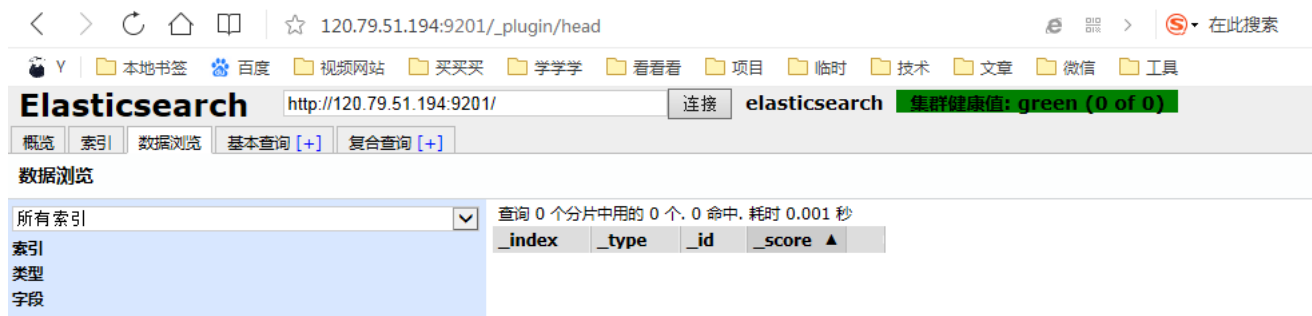 120.79.51.194:9201/_plugin/head 在此搜索
Y 本地书签 百度 视频网站 买买买 学学学 看看看 项目 临时 技术 文章 微信 工具
Elasticsearch http://120.79.51.194:9201/ 连接 elasticsearch 集群健康值: green (0 of 0)
概览 索引 数据浏览 基本查询 [+] 复合查询 [+]
数据浏览
所有索引 查询 0 个分片中用的 0 个. 0 命中. 耗时 0.001 秒
索引 _index _type _id _score ▲
类型
字段